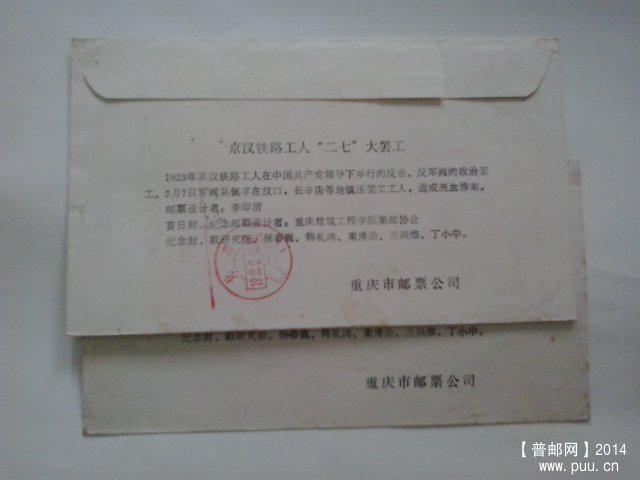 京汉铁路工人“二七”大罢工
1923年京汉铁路工人在中国共产党领导下举行的反帝、反军阀的政治罢
工。2月7日军阀吴佩孚在汉口,长辛店等地镇压罢工工人,造成流血惨案。
邮票设计者:李印清
首日封、纪念邮戳设计者:重庆建筑工程学院集邮协会
纪念封、戳研究组:杨春巍、韩礼鸿、束溥浩、兰兴维、丁小中。
重庆市邮票公司
纪念封、戳研究组、杨春巍、韩礼鸿、束溥浩、兰兴维、丁小中。
重庆市邮票公司
【普邮网】2014
www.puu.cn